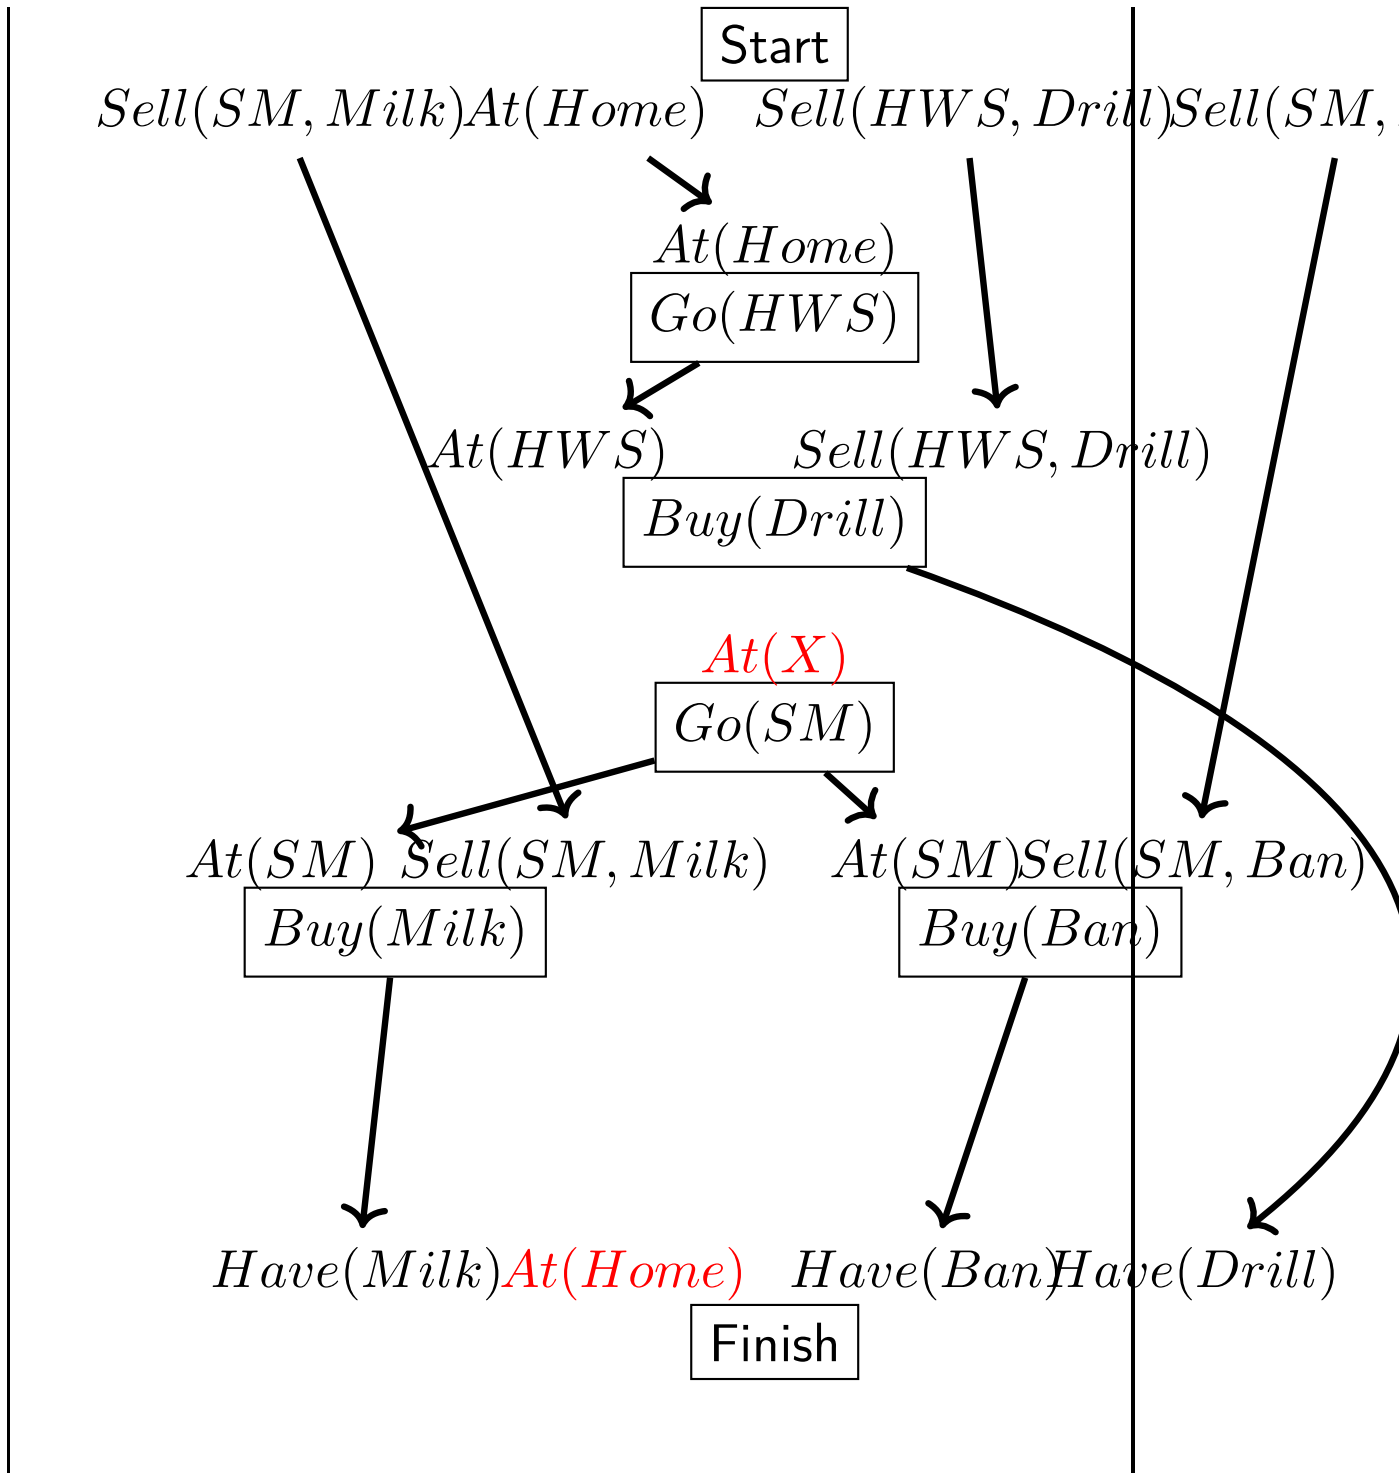 Start
Sell(SM, Milk) At(Home) Sell(HWS, Drill) Sell(SM,
At(Home)
Go(HWS)
At(HWS) Sell(HWS, Drill)
Buy(Drill)
At(X)
Go(SM)
At(SM) Sell(SM, Milk) At(SM) Sell(SM, Ban)
Buy(Milk) Buy(Ban)
Have(Milk) At(Home) Have(Ban) Have(Drill)
Finish